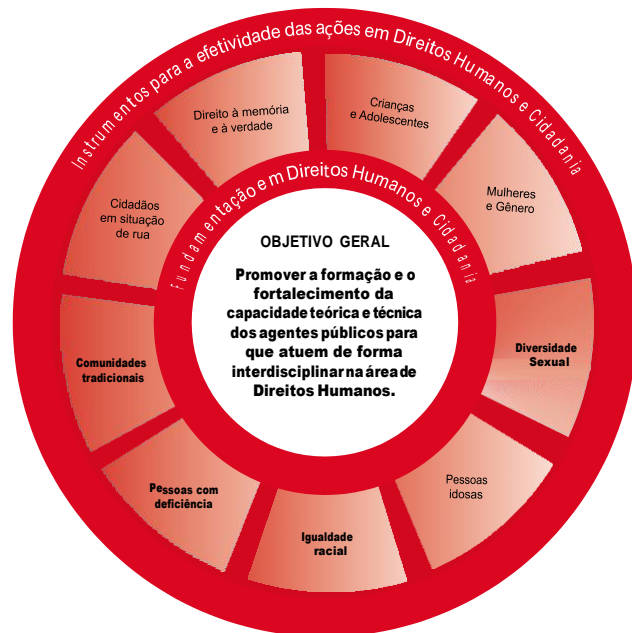 Instrumentos para a efetividade das ações em Direitos Humanos e Cidadania
Direito à memória
e à verdade
Crianças
e Adolescentes
Mulheres
e Gênero
Diversidade
Sexual
Pessoas
idosas
Igualdade
racial
Pessoas com
deficiência
Comunidades
tradicionais
Cidadãos
em situação
de rua
Fundamentação em Direitos Humanos e Cidadania
OBJETIVO GERAL
Promover a formação e o
fortalecimento da
capacidade teórica e técnica
dos agentes públicos para
que atuem de forma
interdisciplinar na área de
Direitos Humanos.